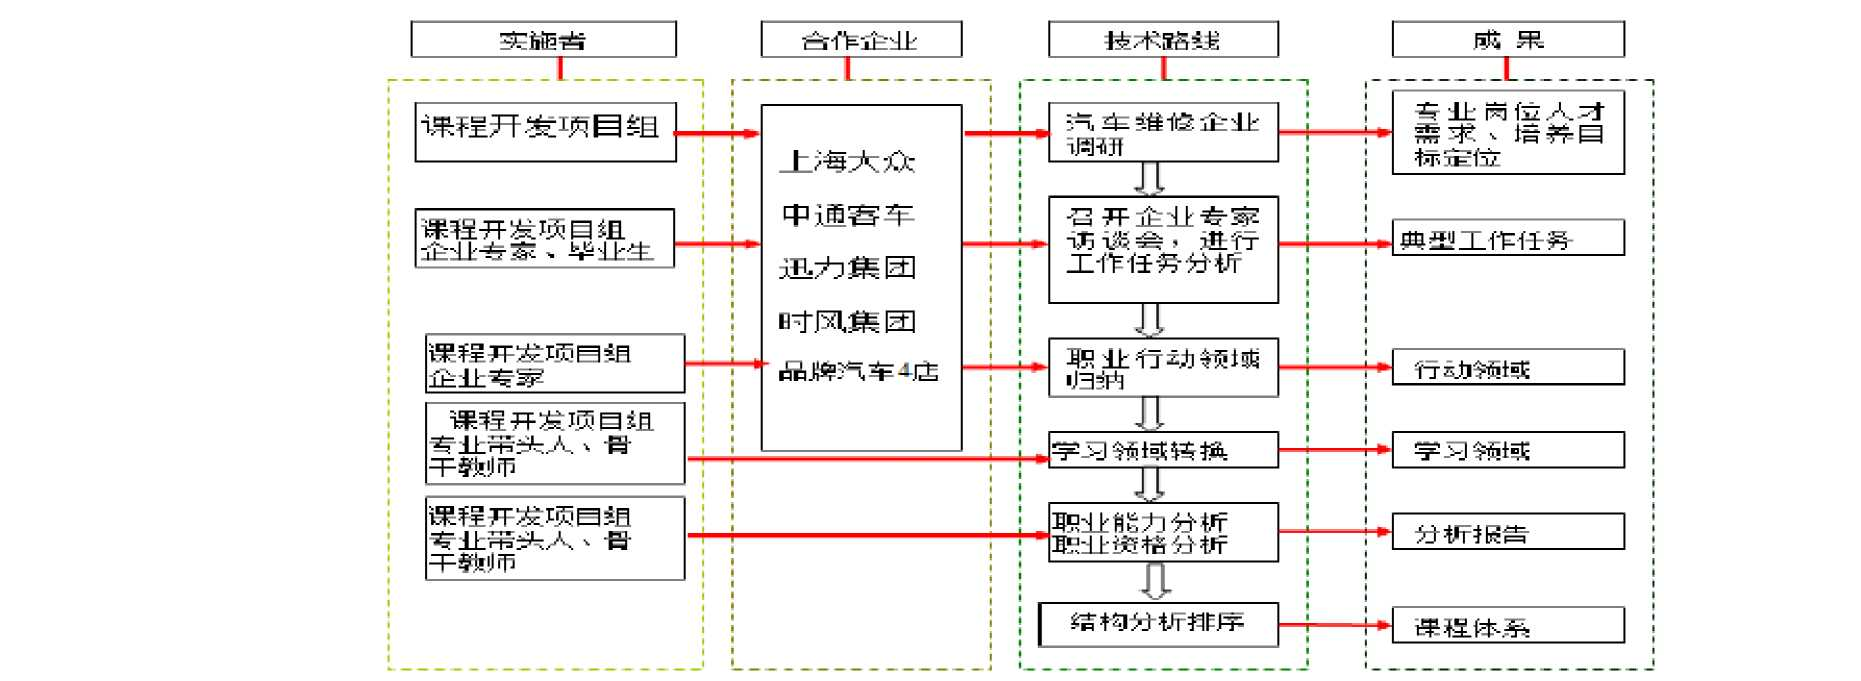 实施者
合作企业
技术路线
成 果
课程开发项目组
课程开发项目组
企业专家、毕业生
课程开发项目组
企业专家
课程开发项目组
专业带头人、骨
干教师
课程开发项目组
专业带头人、骨
干教师
上海大众
中通客车
迅力集团
时风集团
品牌汽车4店
汽车维修企业
调研
召开企业专家
访谈会，进行
工作任务分析
职业行动领域
归纳
学习领域转换
职业能力分析
职业资格分析
结构分析排序
专业岗位人才
需求、培养目
标定位
典型工作任务
行动领域
学习领域
分析报告
课程体系